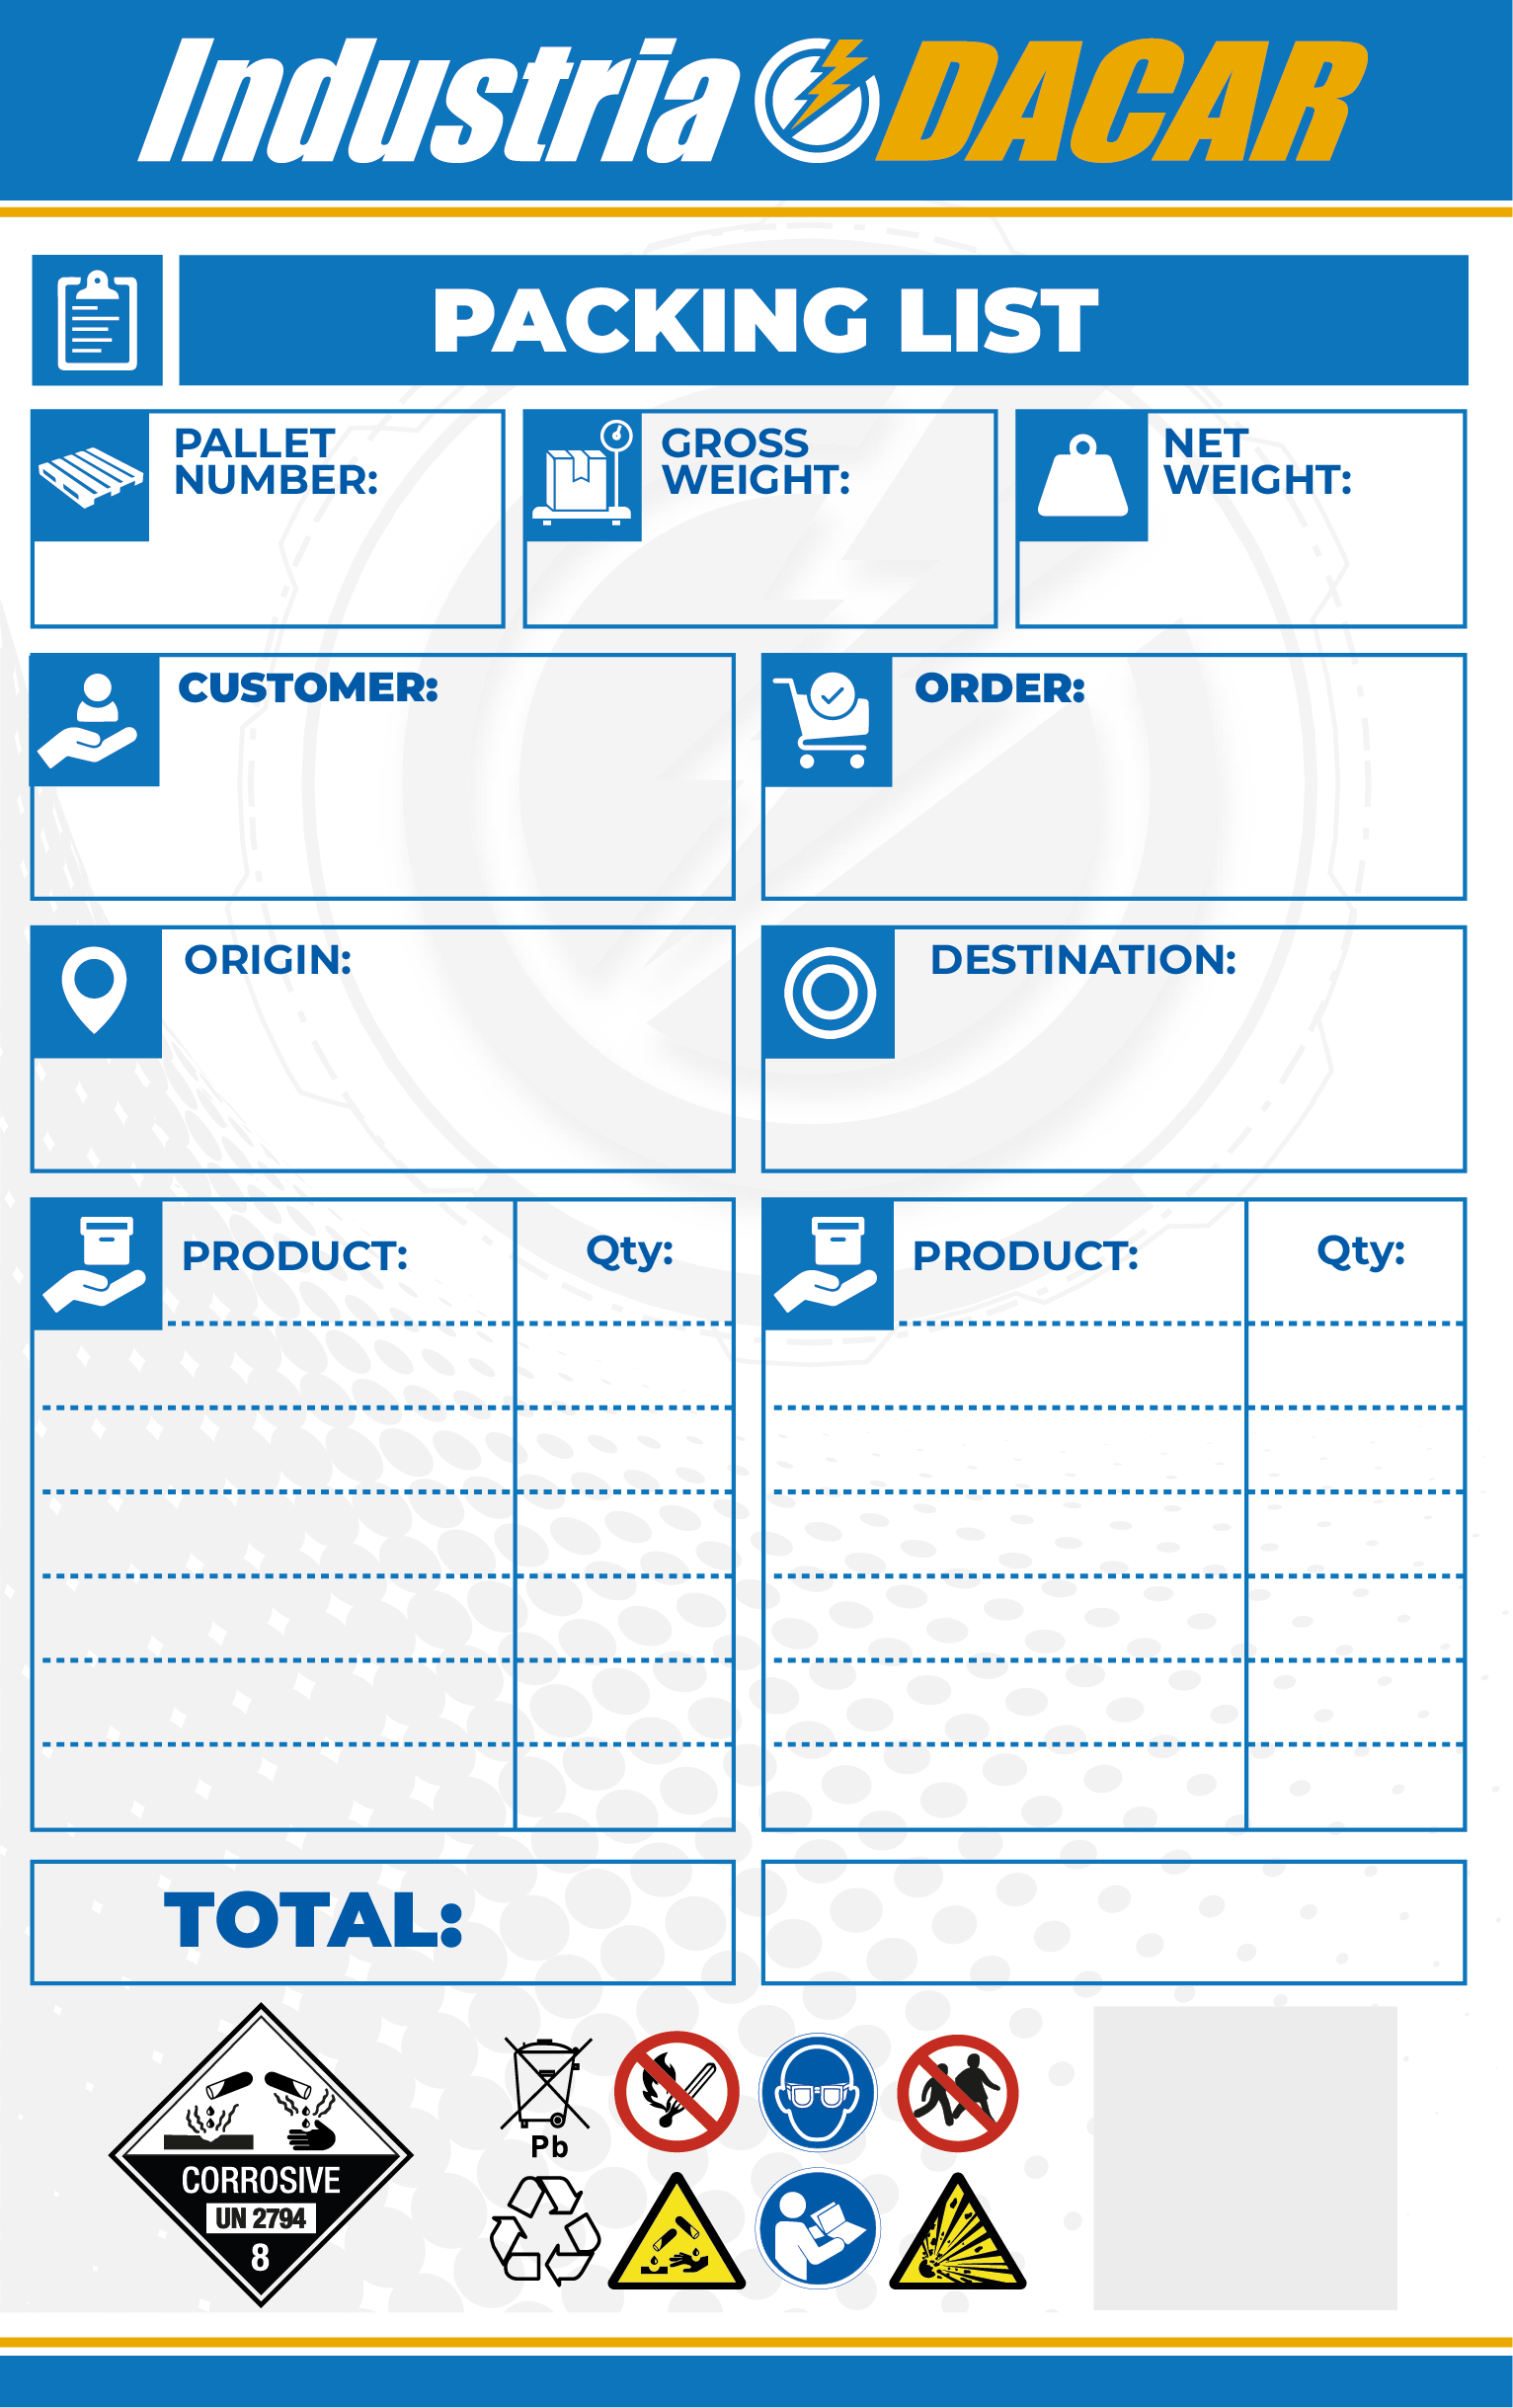 Industria DACAR
PACKING LIST
PALLET
NUMBER:
GROSS
WEIGHT:
NET
WEIGHT:
CUSTOMER:
ORDER:
ORIGIN:
DESTINATION:
PRODUCT:
Qty:
PRODUCT:
Qty:
TOTAL:
CORROSIVE
UN 2794
8
Pb